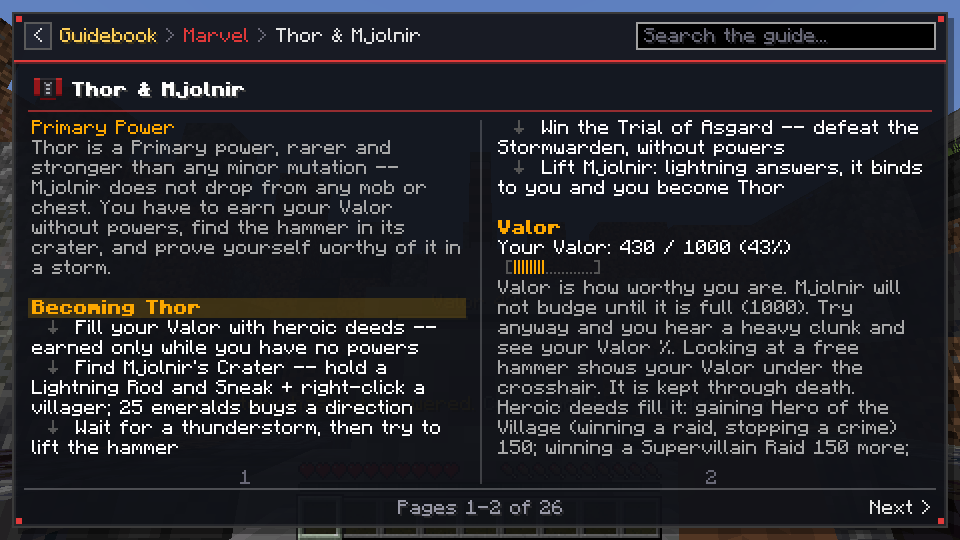 < Guidebook > Marvel > Thor & Mjolnir
Search the guide...
Thor & Mjolnir
Primary Power
Thor is a Primary power, rarer and
stronger than any minor mutation --
Mjolnir does not drop from any mob or
chest. You have to earn your Valor
without powers, find the hammer in its
crater, and prove yourself worthy of it in
a storm.
Becoming Thor
↓ Fill your Valor with heroic deeds --
earned only while you have no powers
↓ Find Mjolnir's Crater -- hold a
Lightning Rod and Sneak + right-click a
villager; 25 emeralds buys a direction
↓ Wait for a thunderstorm, then try to
lift the hammer
1
↓ Win the Trial of Asgard -- defeat the
Stormwarden, without powers
↓ Lift Mjolnir: lightning answers, it binds
to you and you become Thor
Valor
Your Valor: 430 / 1000 (43%)
[||||||||............]
Valor is how worthy you are. Mjolnir will
not budge until it is full (1000). Try
anyway and you hear a heavy clunk and
see your Valor %. Looking at a free
hammer shows your Valor under the
crosshair. It is kept through death.
Heroic deeds fill it: gaining Hero of the
Village (winning a raid, stopping a crime)
150; winning a Supervillain Raid 150 more;
2
Pages 1-2 of 26
Next >